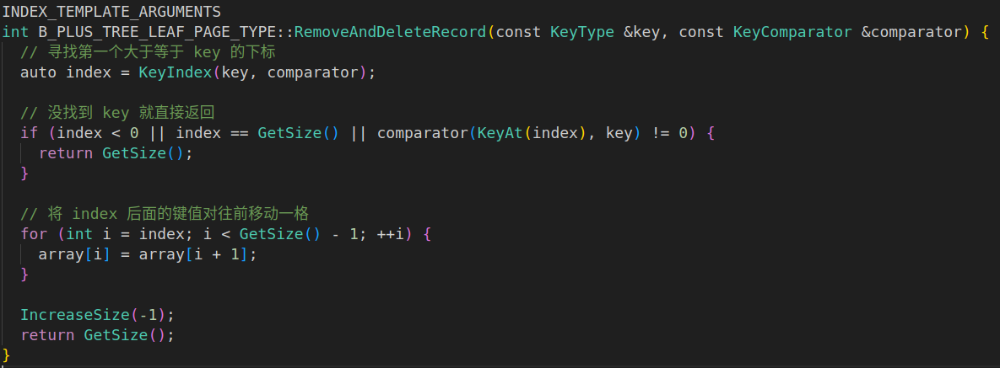 INDEX_TEMPLATE_ARGUMENTS
int B_PLUS_TREE_LEAF_PAGE_TYPE::RemoveAndDeleteRecord(const KeyType &key, const KeyComparator &comparator) {
  // 寻找第一个大于等于 key 的下标
  auto index = KeyIndex(key, comparator);

  // 没找到 key 就直接返回
  if (index < 0 || index == GetSize() || comparator(KeyAt(index), key) != 0) {
    return GetSize();
  }

  // 将 index 后面的键值对往前移动一格
  for (int i = index; i < GetSize() - 1; ++i) {
    array[i] = array[i + 1];
  }

  IncreaseSize(-1);
  return GetSize();
}